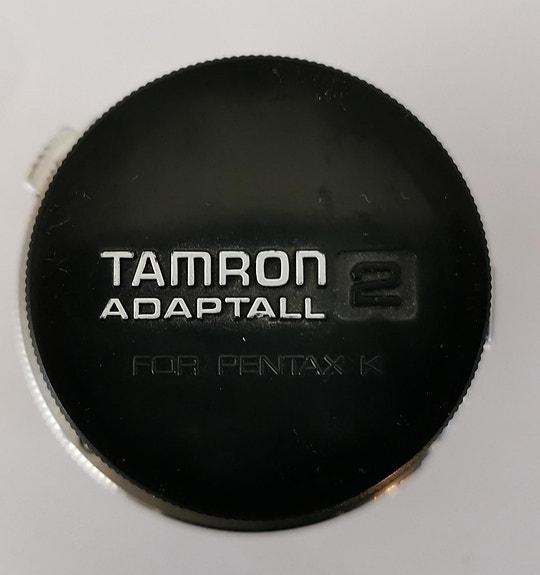 TAMRON
ADAPTALL 2
FOR PENTAX K